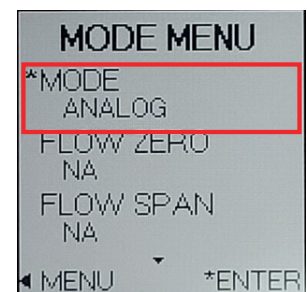 MODE MENU
*MODE
ANALOG
FLOW ZERO
NA
FLOW SPAN
NA
◄ MENU *ENTER